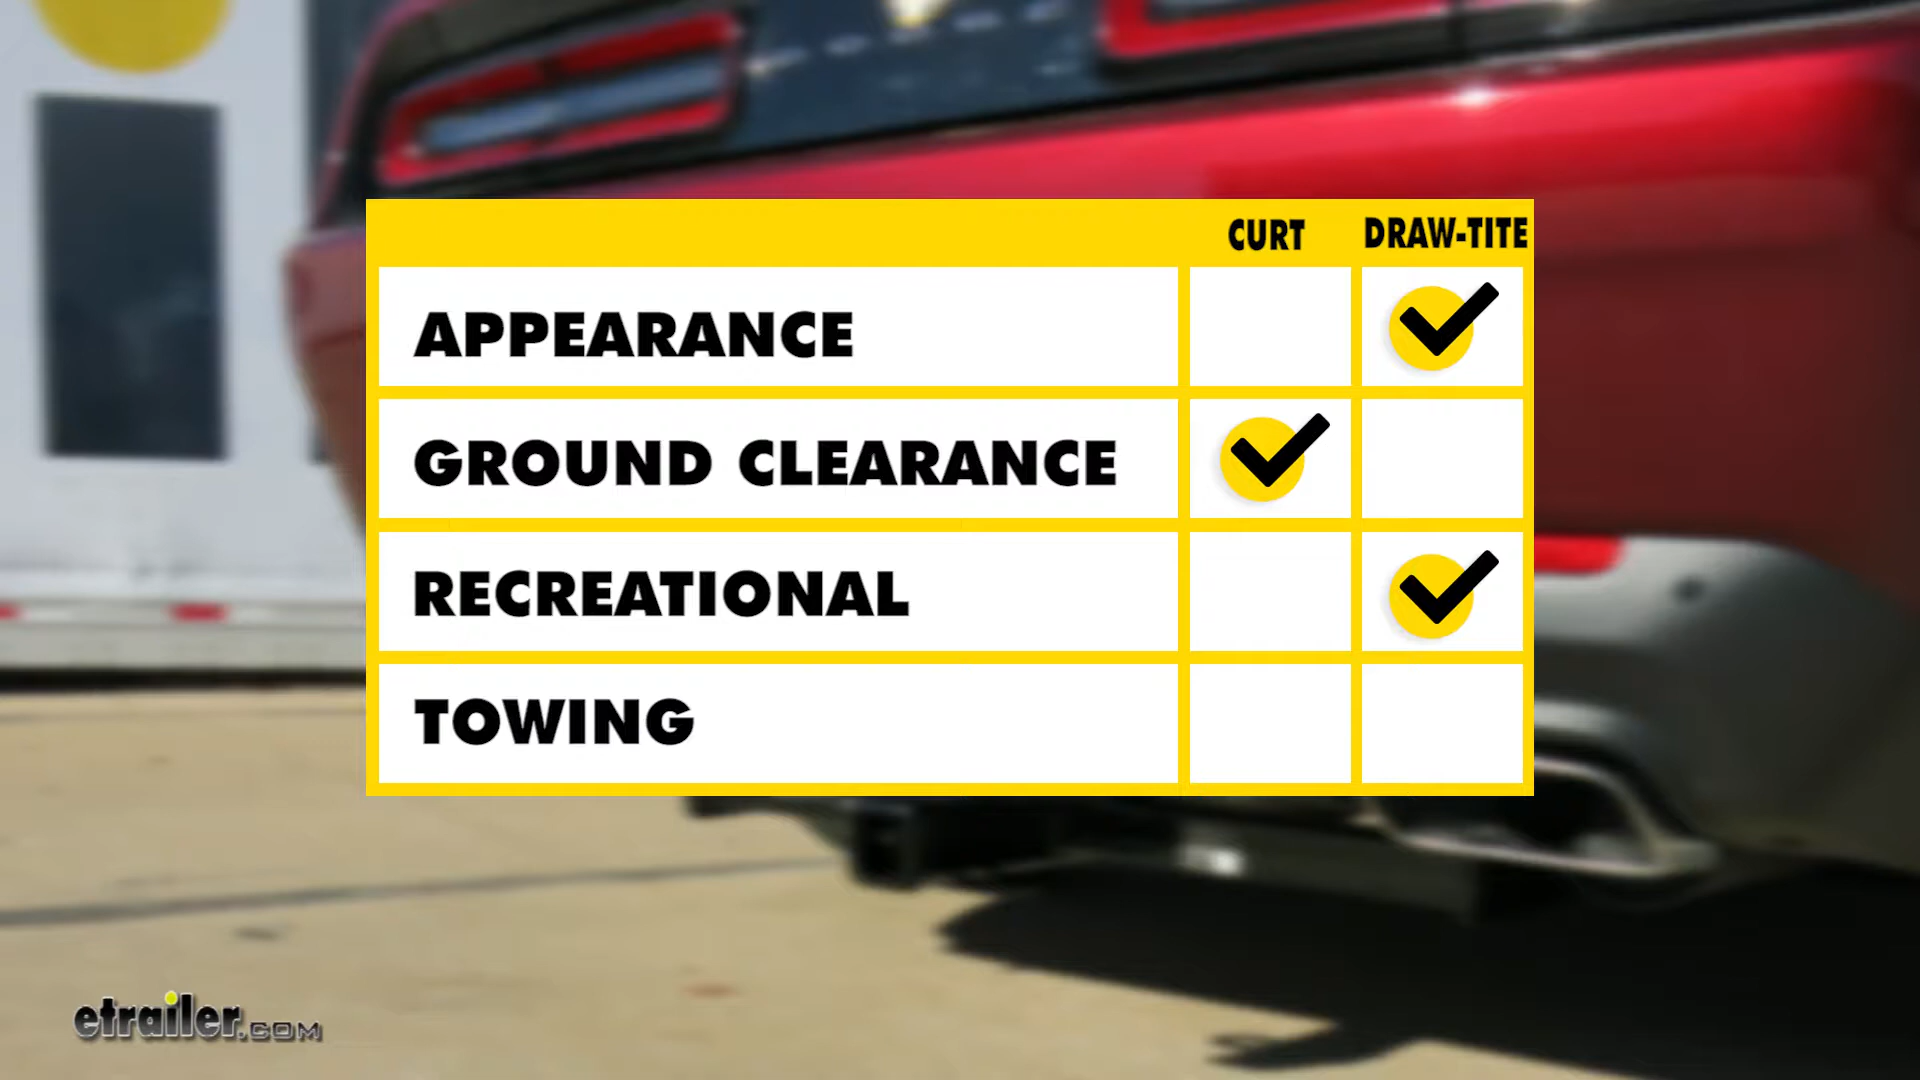 CURT DRAW-TITE
APPEARANCE
GROUND CLEARANCE
RECREATIONAL
TOWING
etrailer.com